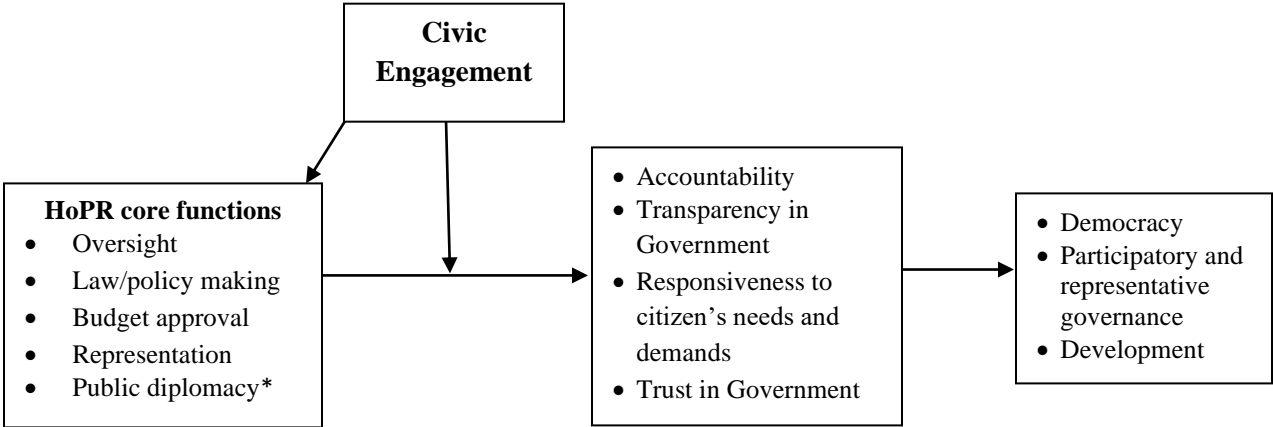 Civic
Engagement
HoPR core functions
• Oversight
• Law/policy making
• Budget approval
• Representation
• Public diplomacy*
• Accountability
• Transparency in
Government
• Responsiveness to
citizen’s needs and
demands
• Trust in Government
• Democracy
• Participatory and
representative
governance
• Development